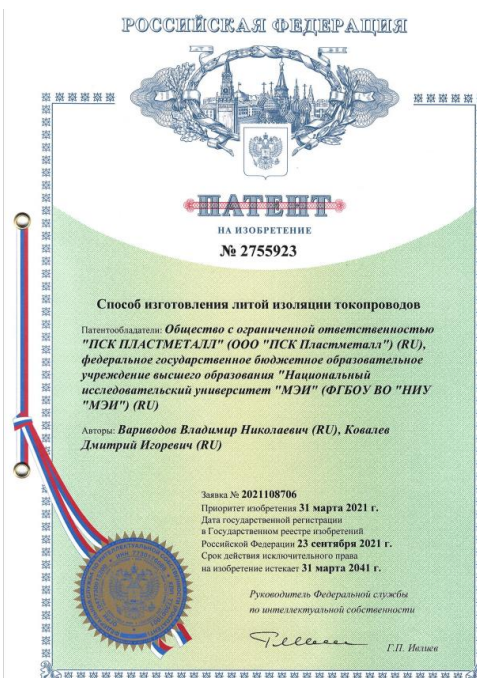 РОССИЙСКАЯ ФЕДЕРАЦИЯ
ПАТЕНТ
НА ИЗОБРЕТЕНИЕ
№ 2755923
Способ изготовления литой изоляции токопроводов
Патентообладатели: Общество с ограниченной ответственностью
"ПСК ПЛАСТМЕТАЛЛ" (ООО "ПСК Пластметалл") (RU),
федеральное государственное бюджетное образовательное
учреждение высшего образования "Национальный
исследовательский университет "МЭИ" (ФГБОУ ВО "НИУ
"МЭИ") (RU)
Авторы: Вариводов Владимир Николаевич (RU), Ковалев
Дмитрий Игоревич (RU)
Заявка № 2021108706
Приоритет изобретения 31 марта 2021 г.
Дата государственной регистрации
в Государственном реестре изобретений
Российской Федерации 23 сентября 2021 г.
Срок действия исключительного права
на изобретение истекает 31 марта 2041 г.
Руководитель Федеральной службы
по интеллектуальной собственности
Г.П. Ивлиев